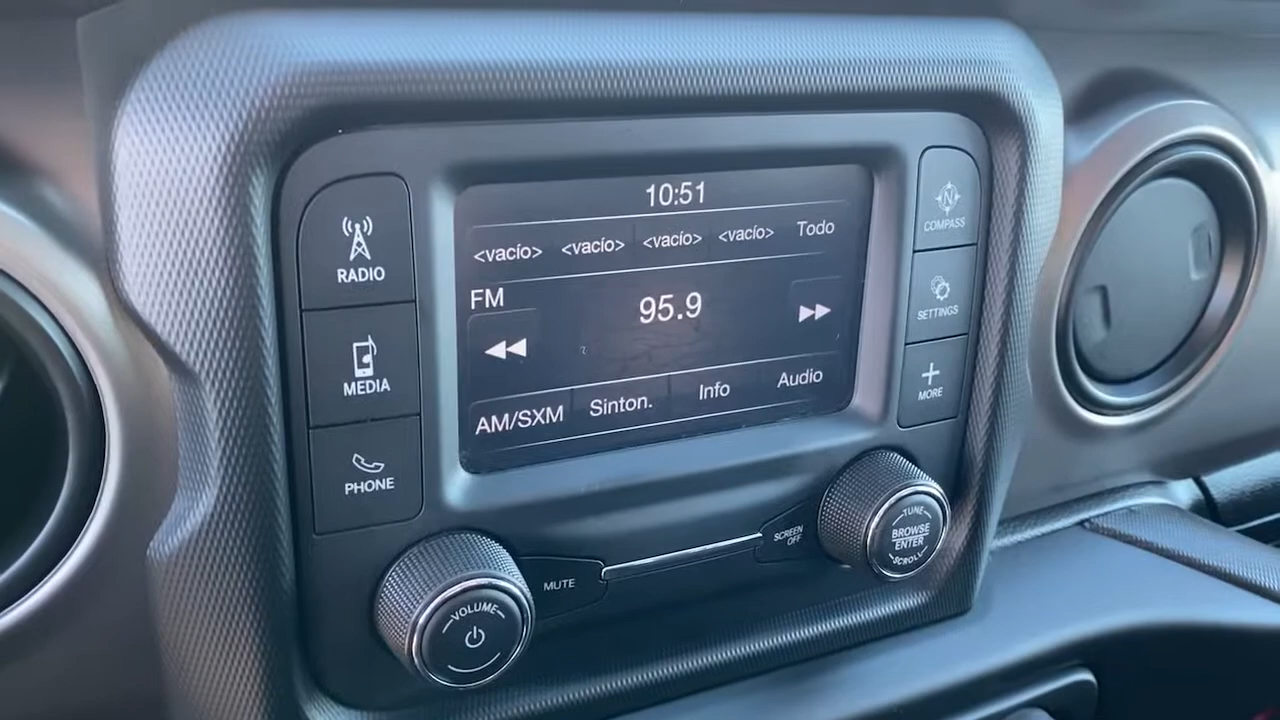 10:51
<vacío> <vacío> <vacío> <vacío> Todo
FM
95.9
AM/SXM Sinton. Info Audio
RADIO
MEDIA
PHONE
N
COMPASS
SETTINGS
MORE
VOLUME
MUTE
SCREEN
OFF
TUNE
BROWSE
ENTER
SCROLL